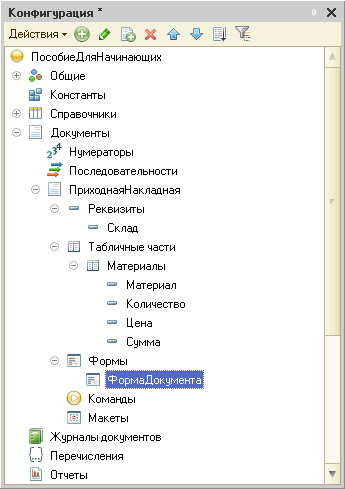 Конфигурация *
Действия
ПособиеДляНачинающих
Общие
Константы
Справочники
Документы
Нумераторы
Последовательности
ПриходнаяНакладная
Реквизиты
Склад
Табличные части
Материалы
Материал
Количество
Цена
Сумма
Формы
ФормаДокумента
Команды
Макеты
Журналы документов
Перечисления
Отчеты